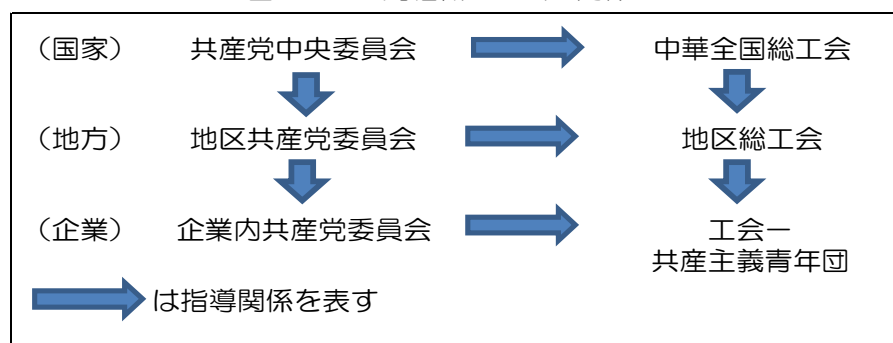 （国家） 共産党中央委員会 中華全国総工会
（地方） 地区共産党委員会 地区総工会
（企業） 企業内共産党委員会 工会ー
共産主義青年団
は指導関係を表す